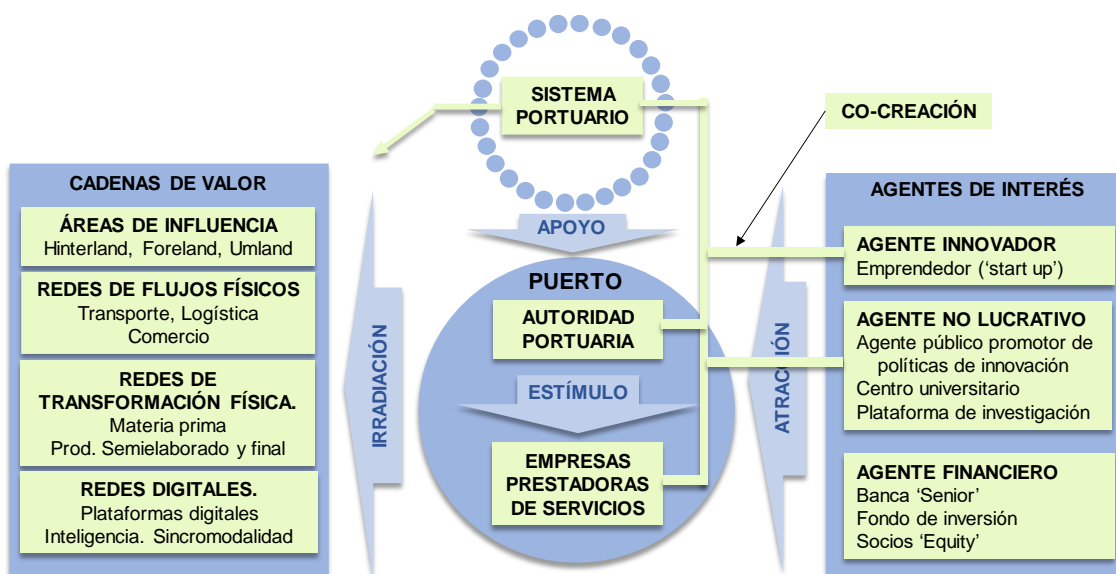 SISTEMA
PORTUARIO
CO-CREACIÓN
CADENAS DE VALOR
ÁREAS DE INFLUENCIA
Hinterland, Foreland, Umland
REDES DE FLUJOS FÍSICOS
Transporte, Logística
Comercio
REDES DE
TRANSFORMACIÓN FÍSICA.
Materia prima
Prod. Semielaborado y final
REDES DIGITALES.
Plataformas digitales
Inteligencia. Sincromodalidad
IRRADIACIÓN
APOYO
PUERTO
AUTORIDAD
PORTUARIA
ESTÍMULO
EMPRESAS
PRESTADORAS
DE SERVICIOS
ATRACCIÓN
AGENTES DE INTERÉS
AGENTE INNOVADOR
Emprendedor (‘start up’)
AGENTE NO LUCRATIVO
Agente público promotor de
políticas de innovación
Centro universitario
Plataforma de investigación
AGENTE FINANCIERO
Banca ‘Senior’
Fondo de inversión
Socios ‘Equity’